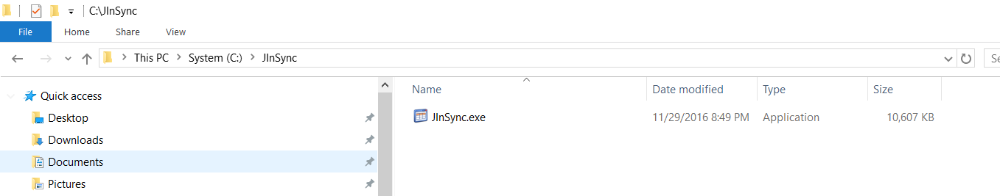 C:\JInSync
File Home Share View
This PC System (C:) JInSync
Se
Quick access
Desktop
Downloads
Documents
Pictures
Name Date modified Type Size
JInSync.exe 11/29/2016 8:49 PM Application 10,607 KB